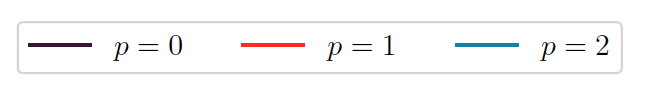 p = 0 p = 1 p = 2